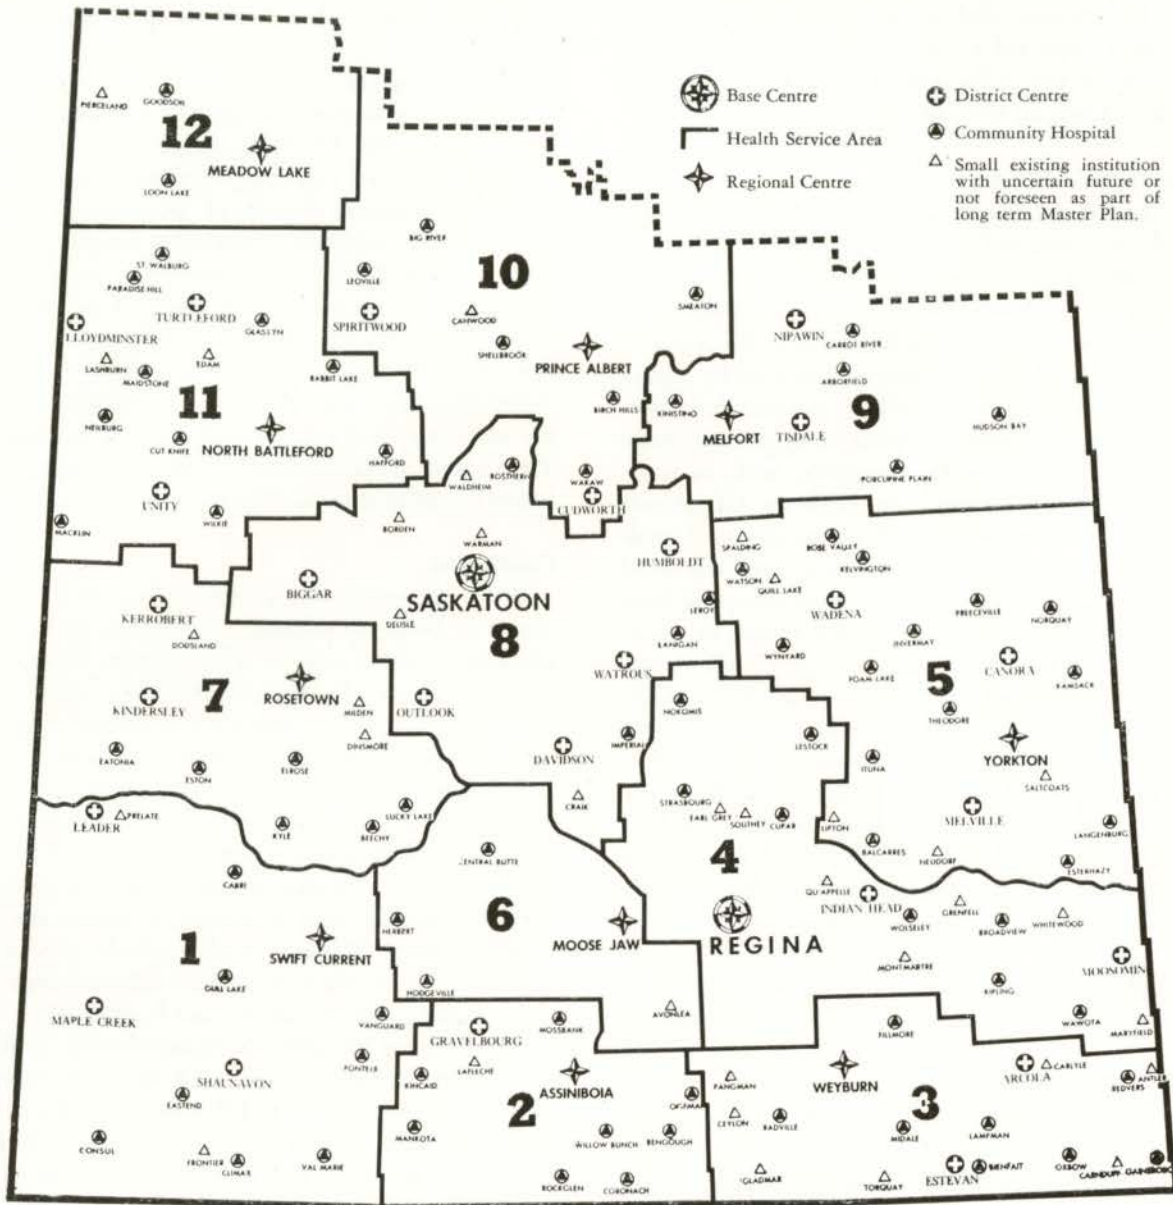 Base Centre
Health Service Area
Regional Centre
District Centre
Community Hospital
Small existing institution
with uncertain future or
not foreseen as part of
long term Master Plan.
12
PIERCELAND
GOODSOIL
MEADOW LAKE
LOON LAKE
11
ST. WALBURG
PARADISE HILL
TURTLEFORD
LLOYDMINSTER
GLASLYN
LASHBURN
EDAM
MAIDSTONE
RABBIT LAKE
NEILBURG
CUT KNIFE
NORTH BATTLEFORD
HAFFORD
UNITY
WILKIE
MACKLIN
10
BIG RIVER
LEOVILLE
SPIRITWOOD
CANWOOD
SMEATON
SHELLBROOK
PRINCE ALBERT
BIRCH HILLS
ROSTHERN
WAKAW
CUDWORTH
9
NIPAWIN
CARROT RIVER
ARBORFIELD
KINISTINO
MELFORT
TISDALE
HUDSON BAY
PORCUPINE PLAIN
8
WALDHEIM
BORDEN
WARMAN
HUMBOLDT
BIGGAR
SASKATOON
DELISLE
LEROY
LANIGAN
WATROUS
OUTLOOK
IMPERIAL
DAVIDSON
CRAIK
7
KERROBERT
DODSLAND
ROSETOWN
KINDERSLEY
MILDEN
DINSMORE
EATONIA
ESTON
ELROSE
LUCKY LAKE
KYLE
BEECHY
5
SPALDING
ROSE VALLEY
KELVINGTON
WATSON
QUILL LAKE
WADENA
PREECEVILLE
NORQUAY
INVERMAY
WYNYARD
FOAM LAKE
CANORA
KAMSACK
THEODORE
YORKTON
ITUNA
SALTCOATS
MELVILLE
LANGENBURG
LIPTON
BALCARRES
NEUDORF
ESTERHAZY
4
NOKOMIS
LESTOCK
STRASBOURG
EARL GREY
SOUTHEY
CUPAR
QU'APPELLE
INDIAN HEAD
GRENFELL
WOLSELEY
BROADVIEW
WHITEWOOD
REGINA
MONTMARTRE
MOOSOMIN
KIPLING
WAWOTA
MARYFIELD
6
CENTRAL BUTTE
HERBERT
MOOSE JAW
HODGEVILLE
AVONLEA
1
LEADER
PRELATE
CABRI
SWIFT CURRENT
GULL LAKE
MAPLE CREEK
VANGUARD
SHAUNAVON
PONTEIX
EASTEND
CONSUL
FRONTIER
CLIMAX
VAL MARIE
2
MOSSBANK
GRAVELBOURG
LAFLECHE
ASSINIBOIA
KINCAID
MANKOTA
WILLOW BUNCH
BENGOUGH
ROCKGLEN
CORONACH
3
FILLMORE
WEYBURN
ARCOLA
CARLYLE
ANTLER
REDVERS
PANGMAN
CEYLON
RADVILLE
MIDALE
LAMPMAN
GLADMAR
TORQUAY
ESTEVAN
BIENFAIT
OXBOW
CARNDUFF
GAINSBORO